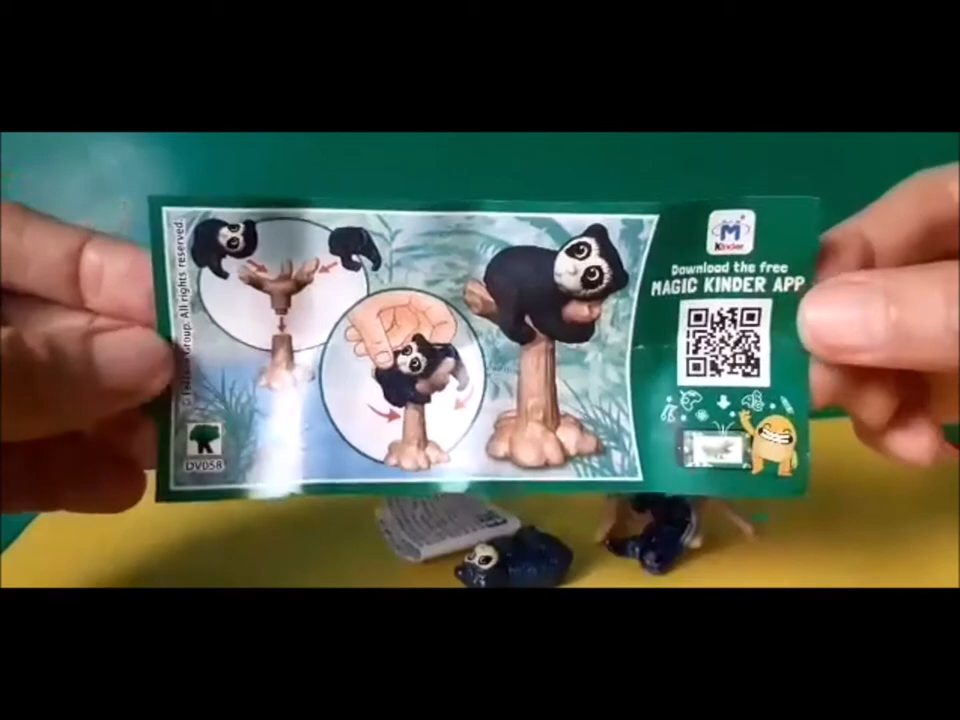 All rights reserved.
DV058
M
Kinder
Download the free
MAGIC KINDER APP